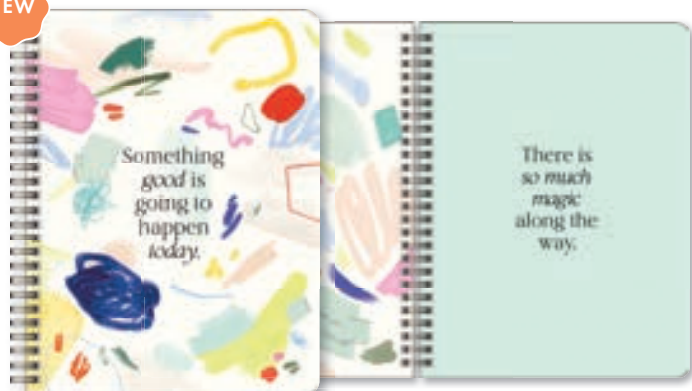 EW
Something
good is
going to
happen
today.
There is
so much
magic
along the
way.